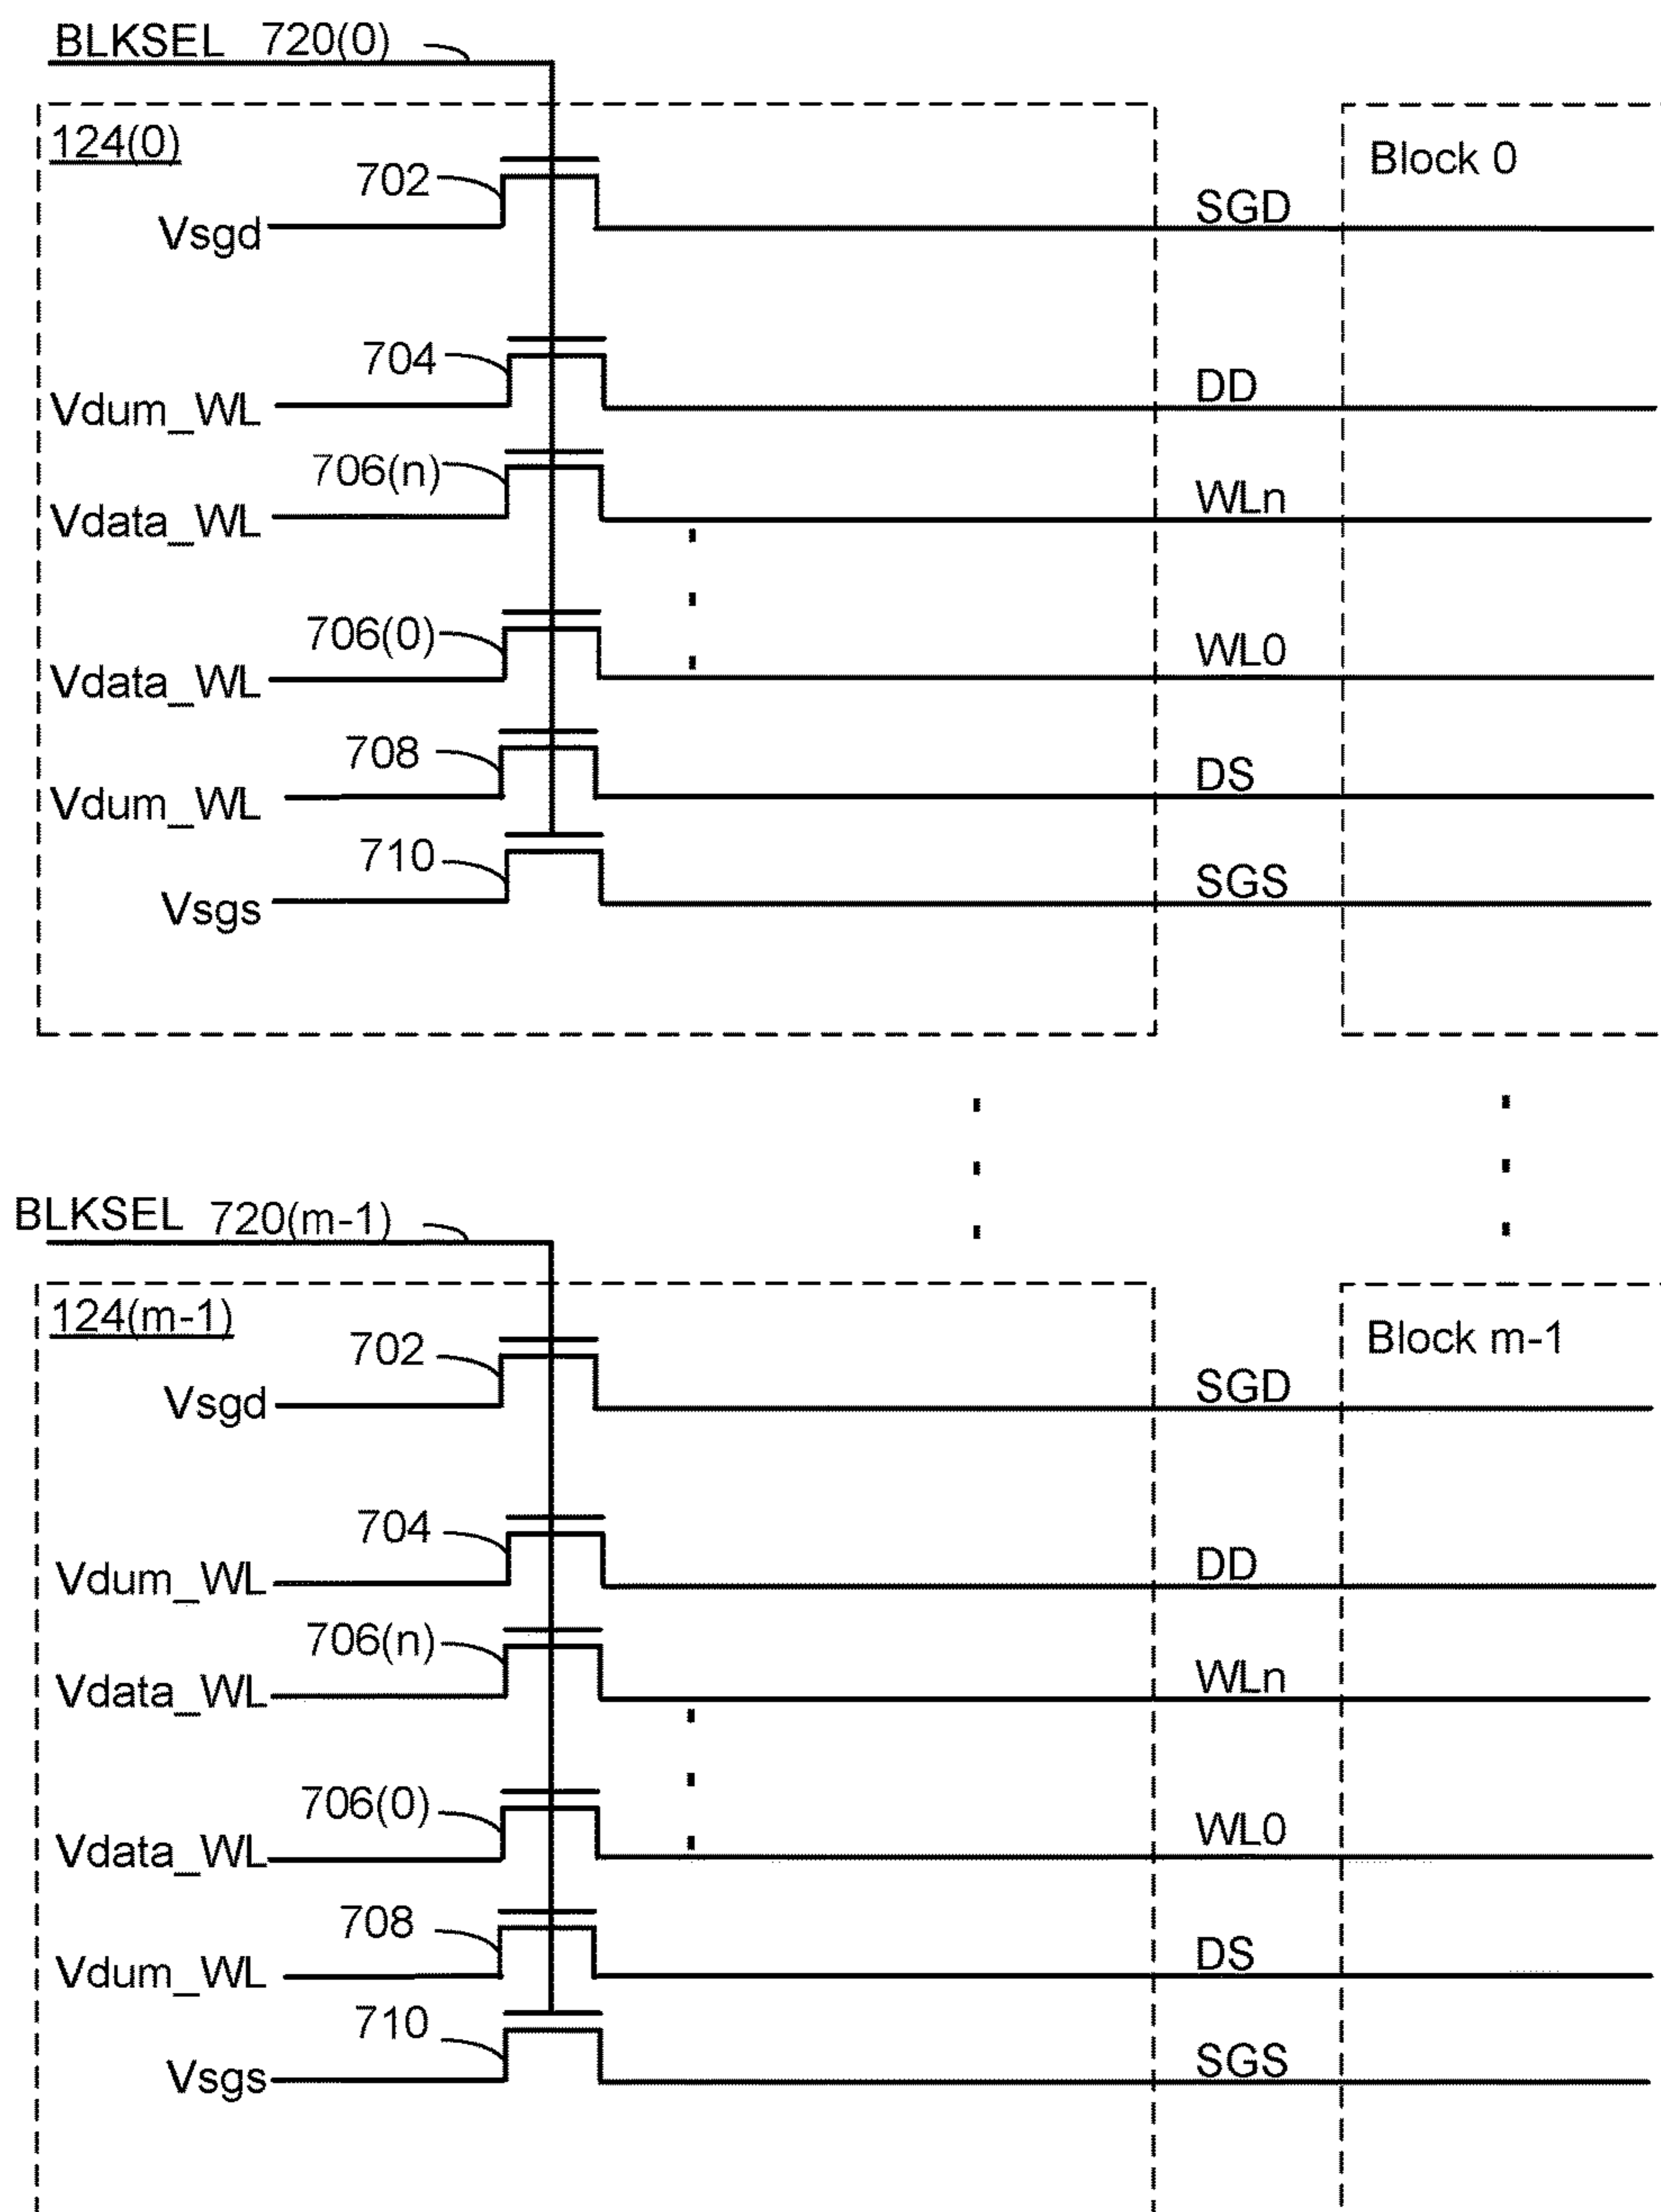 BLKSEL 720(0)
124(0)
Block 0
702
SGD
Vsgd
704
DD
Vdum_WL
706(n)
WLn
Vdata_WL
706(0)
WL0
Vdata_WL
708
DS
Vdum_WL
710
SGS
Vsgs
BLKSEL 720(m-1)
124(m-1)
Block m-1
702
SGD
Vsgd
704
DD
Vdum_WL
706(n)
WLn
Vdata_WL
706(0)
WL0
Vdata_WL
708
DS
Vdum_WL
710
SGS
Vsgs